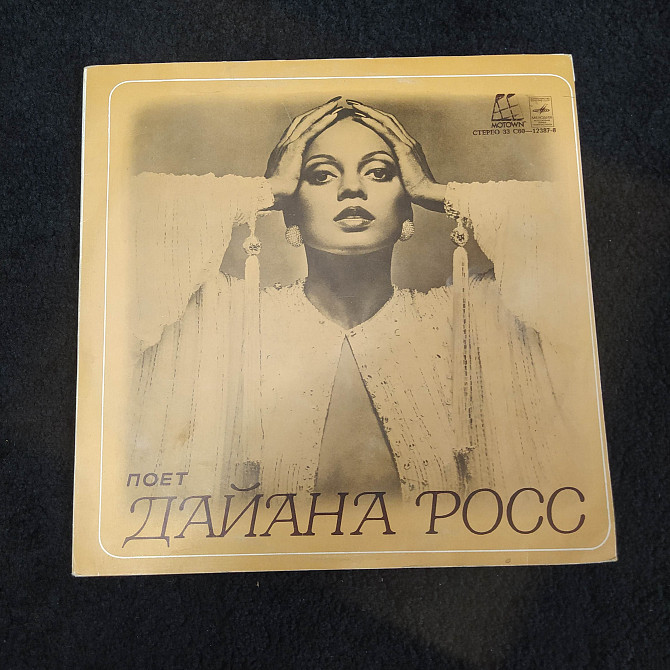 MOTOWN
СТЕРЕО 33 С60—12387-8
ПОЕТ
ДАЙАНА РОСС